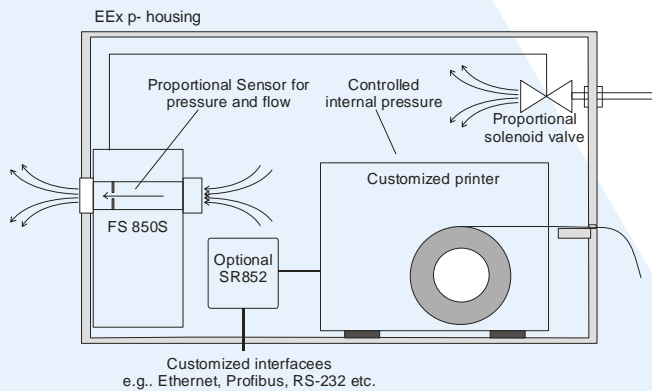 EEx p- housing
Proportional Sensor for
pressure and flow
Controlled
internal pressure
Proportional
solenoid valve
Customized printer
FS 850S
Optional
SR852
Customized interfacees
e.g.. Ethernet, Profibus, RS-232 etc.